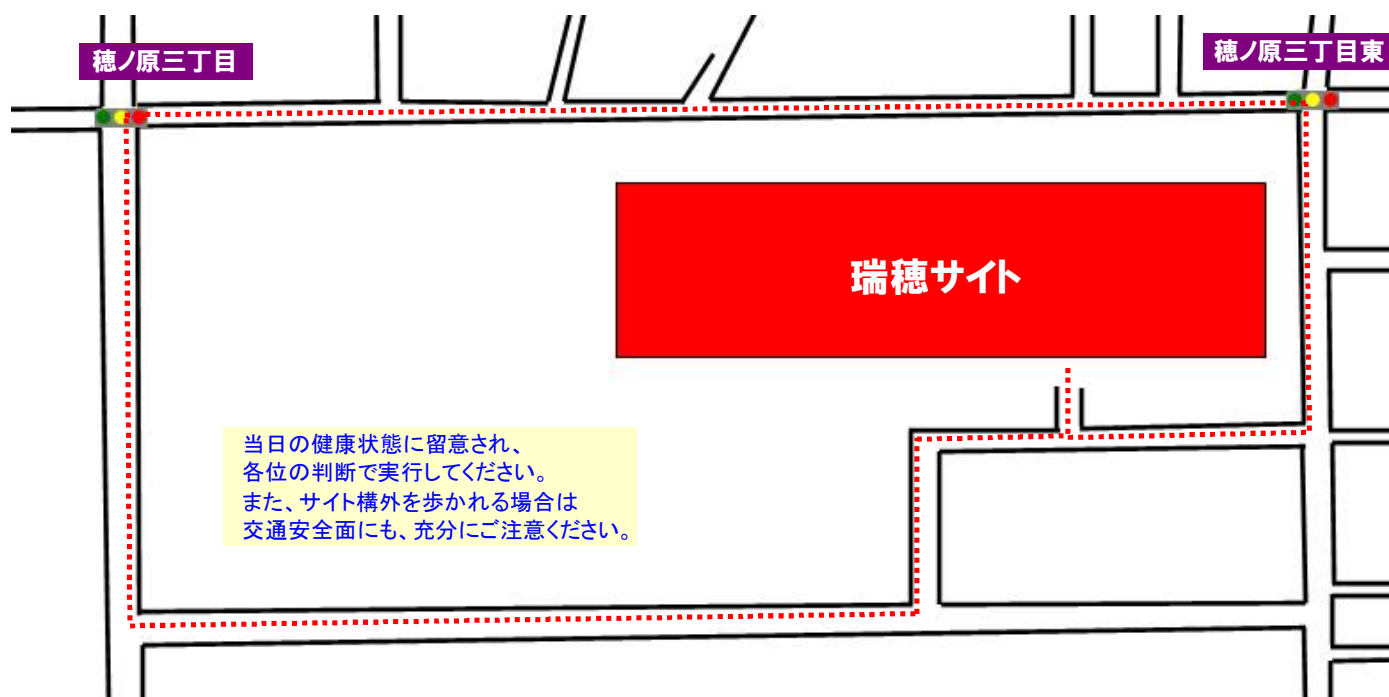 穂ノ原三丁目
穂ノ原三丁目東
瑞穂サイト
当日の健康状態に留意され、
各位の判断で実行してください。
また、サイト構外を歩かれる場合は
交通安全面にも、充分にご注意ください。